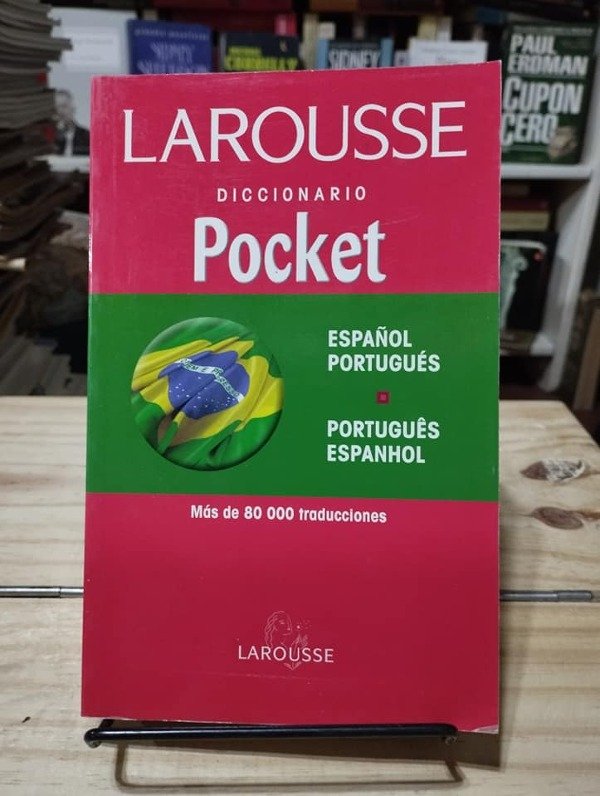 LAROUSSE
DICCIONARIO
Pocket
ESPAÑOL
PORTUGUÉS
PORTUGUÊS
ESPANHOL
Más de 80 000 traducciones
LAROUSSE
PAUL
ERDMAN
CUPON
CERO
SIDNEY